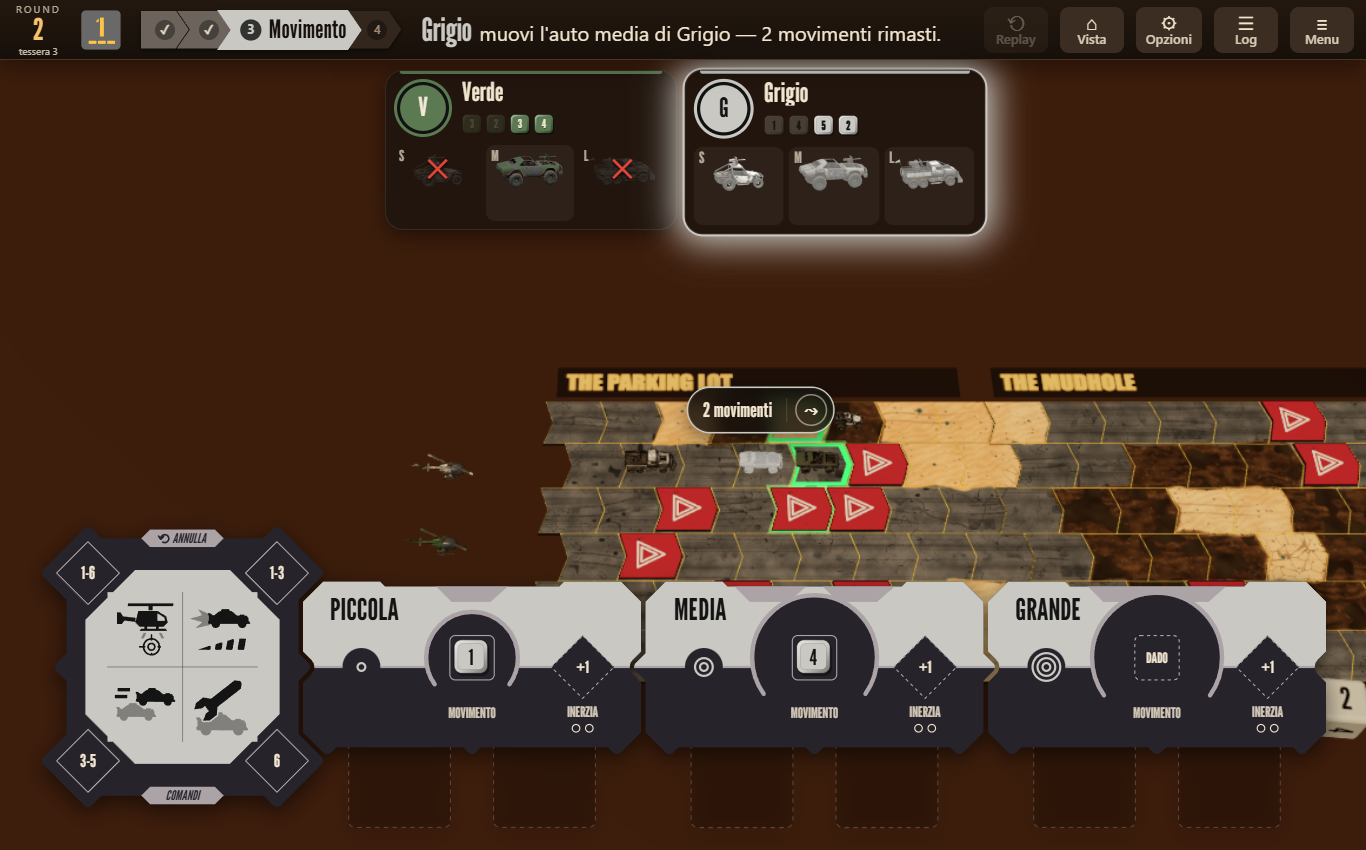 ROUND
2
tessera 3
1
3 Movimento
4
Grigio muovi l'auto media di Grigio — 2 movimenti rimasti.
Replay
Vista
Opzioni
Log
Menu
V
Verde
3 2 3 4
S
M
L
G
Grigio
1 4 5 2
S
M
L
THE PARKING LOT
THE MUDHOLE
2 movimenti
ANNULLA
1-6
1-3
3-5
6
COMANDI
PICCOLA
1
+1
MOVIMENTO
INERZIA
MEDIA
4
+1
MOVIMENTO
INERZIA
GRANDE
DADO
+1
MOVIMENTO
INERZIA
2